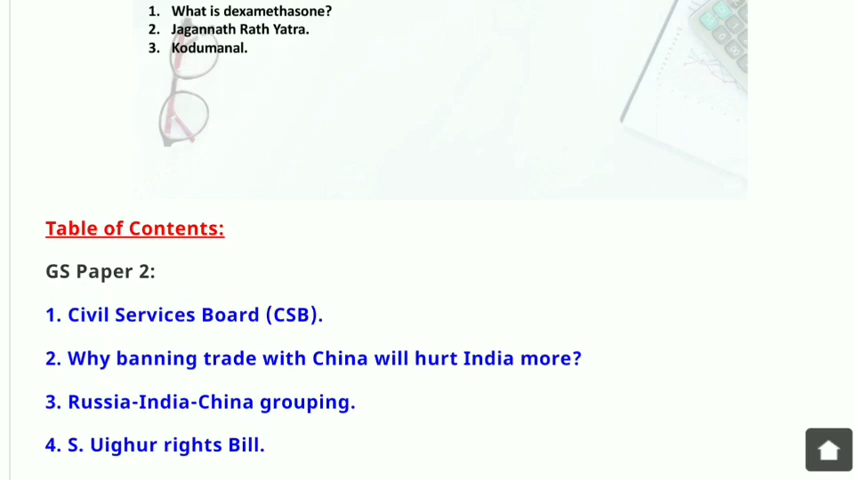 1. What is dexamethasone?
2. Jagannath Rath Yatra.
3. Kodumanal.
Table of Contents:
GS Paper 2:
1. Civil Services Board (CSB).
2. Why banning trade with China will hurt India more?
3. Russia-India-China grouping.
4. S. Uighur rights Bill.